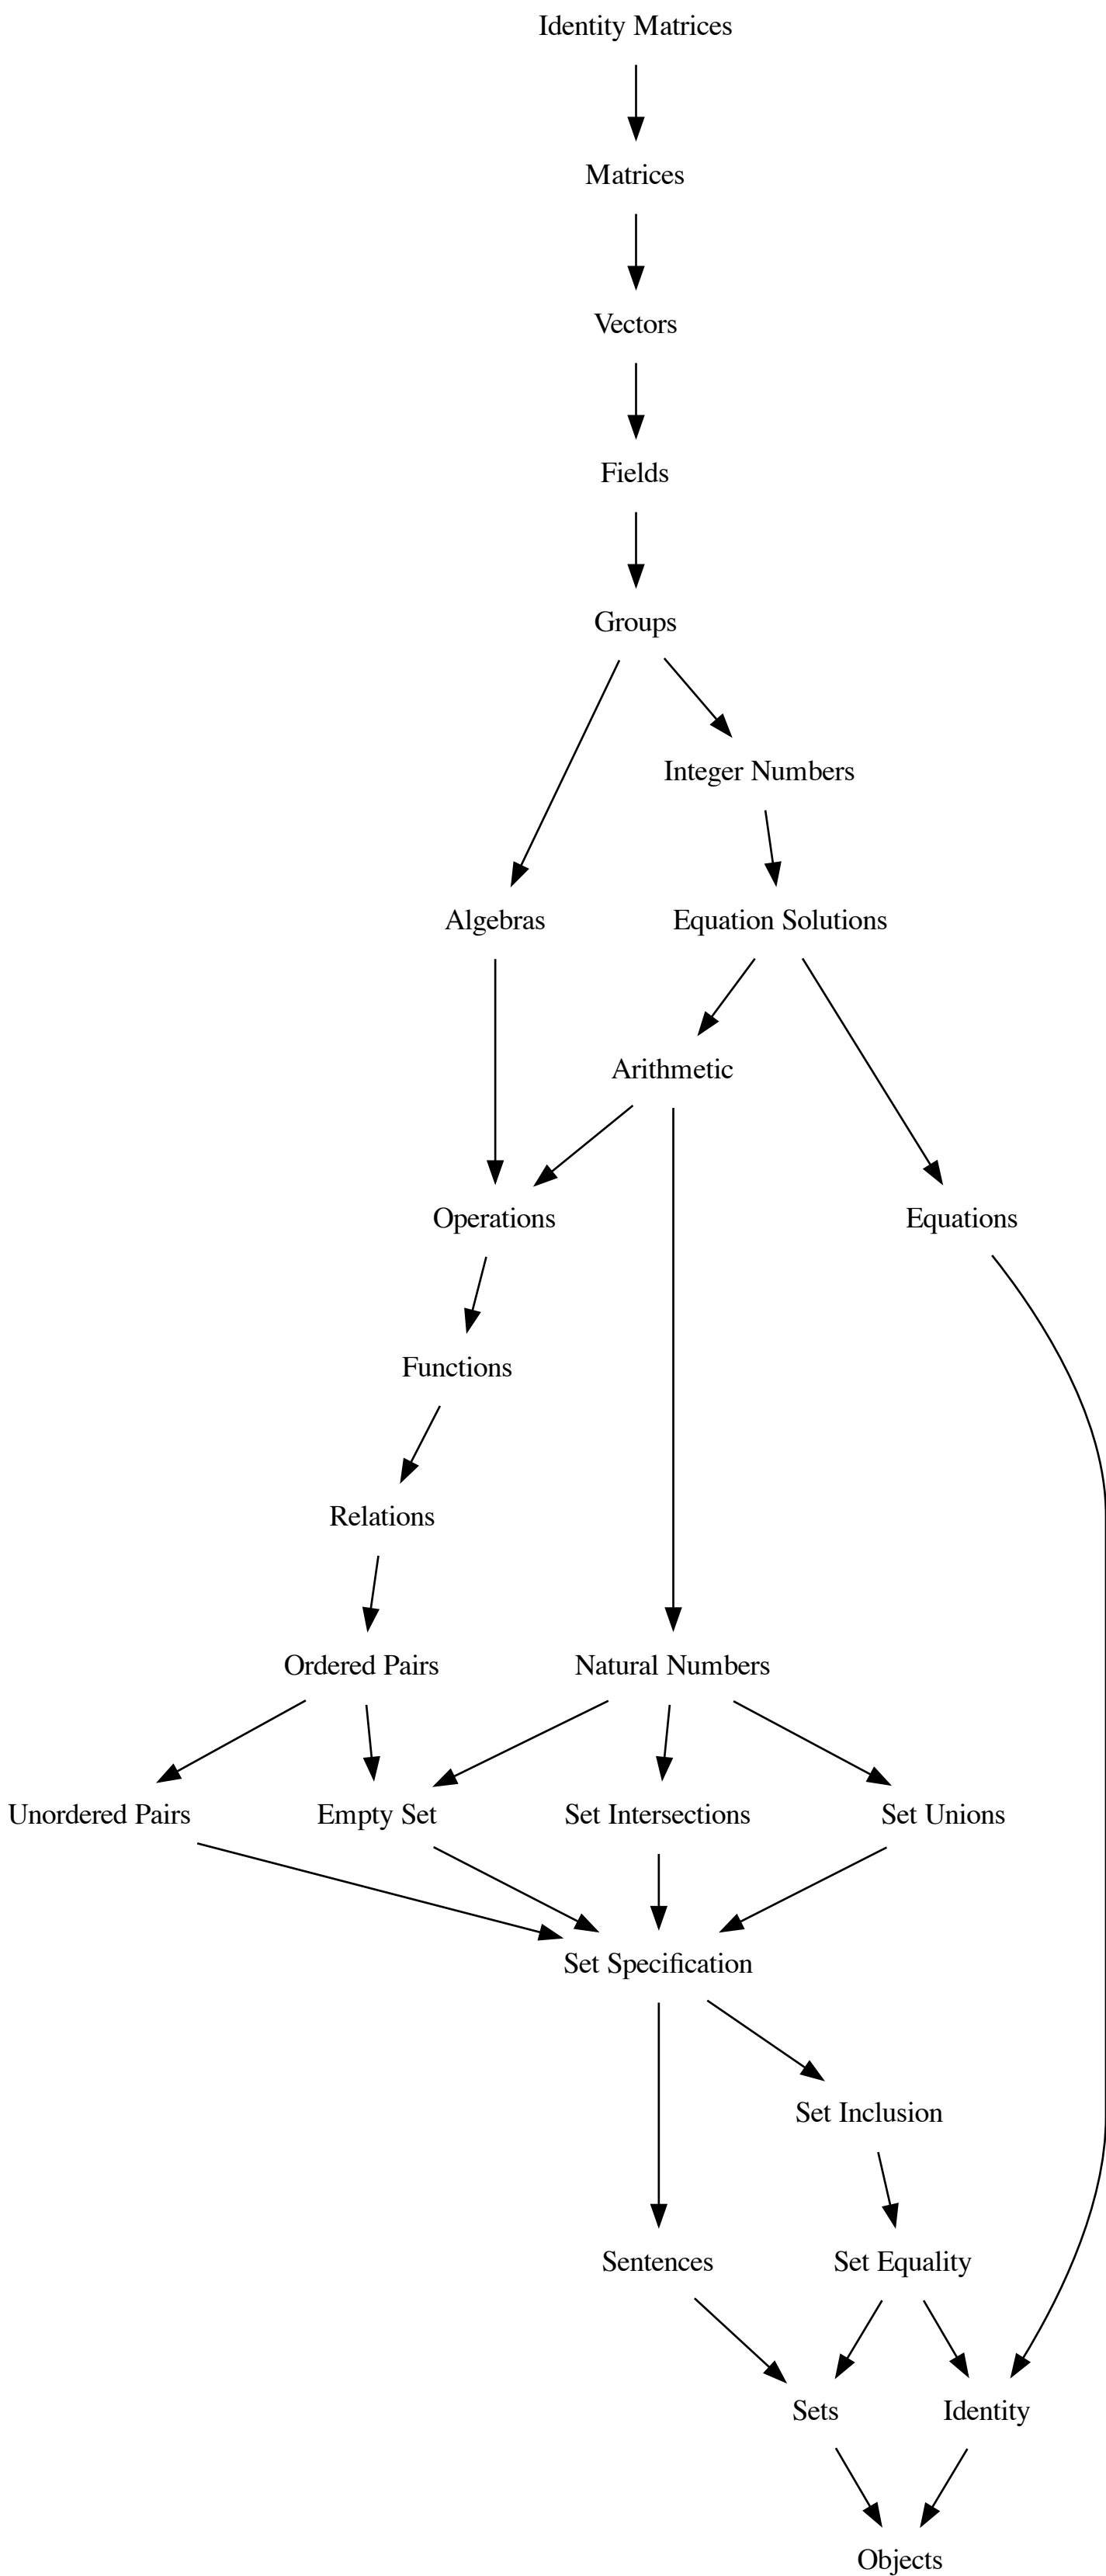 Identity Matrices
Matrices
Vectors
Fields
Groups
Integer Numbers
Algebras
Equation Solutions
Arithmetic
Operations
Equations
Functions
Relations
Ordered Pairs
Natural Numbers
Unordered Pairs
Empty Set
Set Intersections
Set Unions
Set Specification
Set Inclusion
Sentences
Set Equality
Sets
Identity
Objects